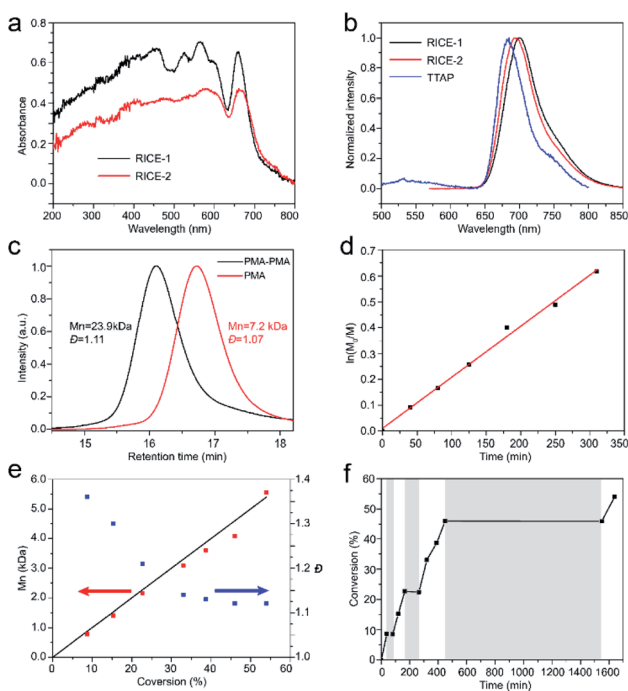 a
0.8
0.6
0.4
0.2
0.0
Absorbance
RICE-1
RICE-2
200 300 400 500 600 700 800
Wavelength (nm)
b
1.0
0.8
0.6
0.4
0.2
0.0
Normalized intensity
RICE-1
RICE-2
TTAP
500 550 600 650 700 750 800 850
Wavelength (nm)
c
1.0
0.8
0.6
0.4
0.2
0.0
Intensity (a.u.)
PMA-PMA
PMA
Mn=23.9kDa
Đ=1.11
Mn=7.2 kDa
Đ=1.07
15 16 17 18
Retention time (min)
d
0.7
0.6
0.5
0.4
0.3
0.2
0.1
0.0
ln(M0/M)
0 50 100 150 200 250 300 350
Time (min)
e
6.0
5.0
4.0
3.0
2.0
1.0
0.0
Mn (kDa)
1.4
1.3
1.2
1.1
1.0
Đ
0 10 20 30 40 50 60
Coversion (%)
f
60
50
40
30
20
10
0
Conversion (%)
0 200 400 600 800 1000 1200 1400 1600
Time (min)